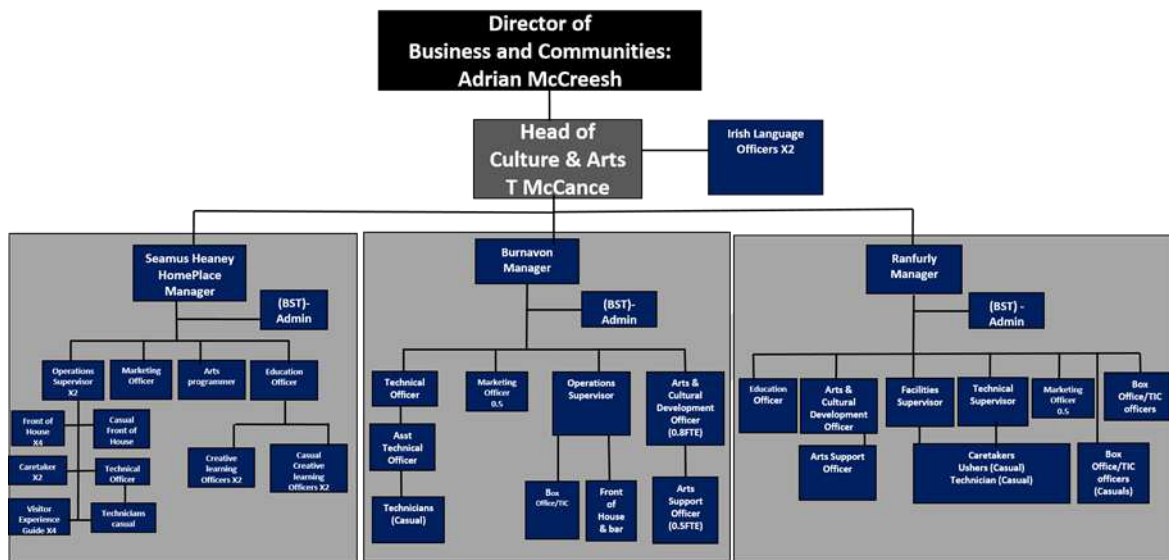 Director of
Business and Communities:
Adrian McCreesh
Head of
Culture & Arts
T McCance
Irish Language
Officers X2
Seamus Heaney
HomePlace
Manager
(BST)-
Admin
Operations
Supervisor
X2
Marketing
Officer
Arts
programmer
Education
Officer
Front of
House X4
Casual
Front of
House
Caretaker
X2
Technical
Officer
Visitor
Experience
Guide X4
Technicians
casual
Creative
learning
Officers X2
Casual
Creative
learning
Officers X2
Burnavon
Manager
(BST)-
Admin
Technical
Officer
Marketing
Officer
0.5
Operations
Supervisor
Arts &
Cultural
Development
Officer
(0.8FTE)
Asst
Technical
Officer
Technicians
(Casual)
Box
Office/TIC
Front
of
House
& bar
Arts
Support
Officer
(0.5FTE)
Ranfurly
Manager
(BST) -
Admin
Education
Officer
Arts &
Cultural
Development
Officer
Facilities
Supervisor
Technical
Supervisor
Marketing
Officer
0.5
Box
Office/TIC
officers
Arts Support
Officer
Caretakers
Ushers (Casual)
Technician (Casual)
Box
Office/TIC
officers
(Casuals)